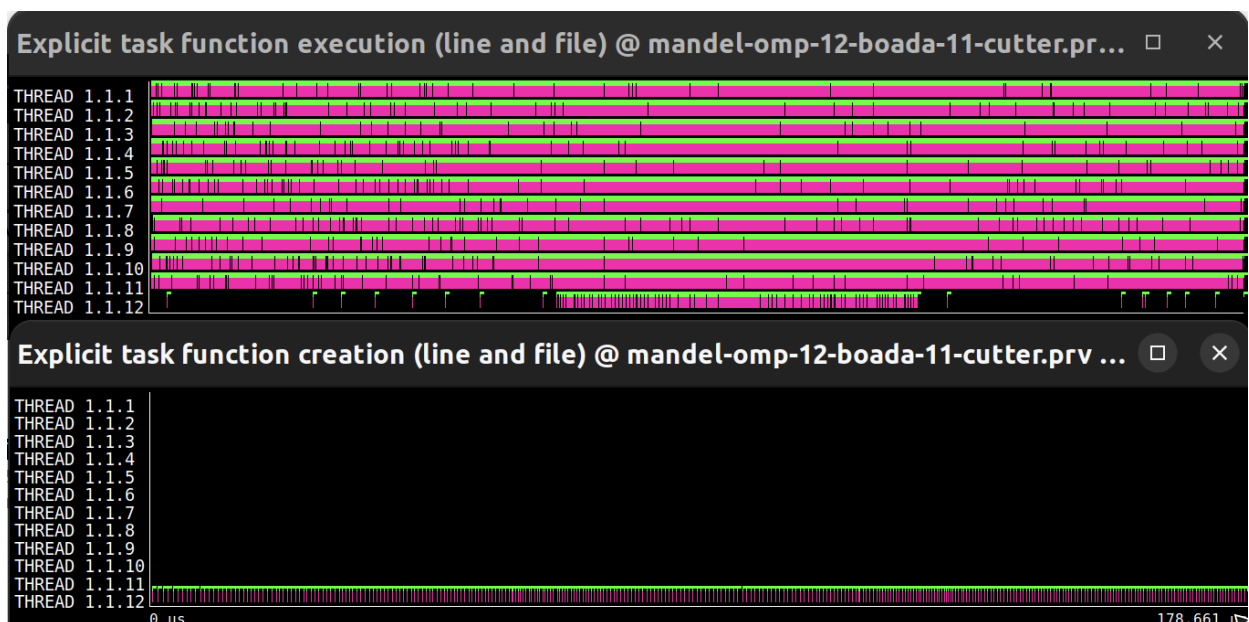 Explicit task function execution (line and file) @ mandel-omp-12-boada-11-cutter.pr...
THREAD 1.1.1
THREAD 1.1.2
THREAD 1.1.3
THREAD 1.1.4
THREAD 1.1.5
THREAD 1.1.6
THREAD 1.1.7
THREAD 1.1.8
THREAD 1.1.9
THREAD 1.1.10
THREAD 1.1.11
THREAD 1.1.12
Explicit task function creation (line and file) @ mandel-omp-12-boada-11-cutter.prv ...
THREAD 1.1.1
THREAD 1.1.2
THREAD 1.1.3
THREAD 1.1.4
THREAD 1.1.5
THREAD 1.1.6
THREAD 1.1.7
THREAD 1.1.8
THREAD 1.1.9
THREAD 1.1.10
THREAD 1.1.11
THREAD 1.1.12
0 us 178.661